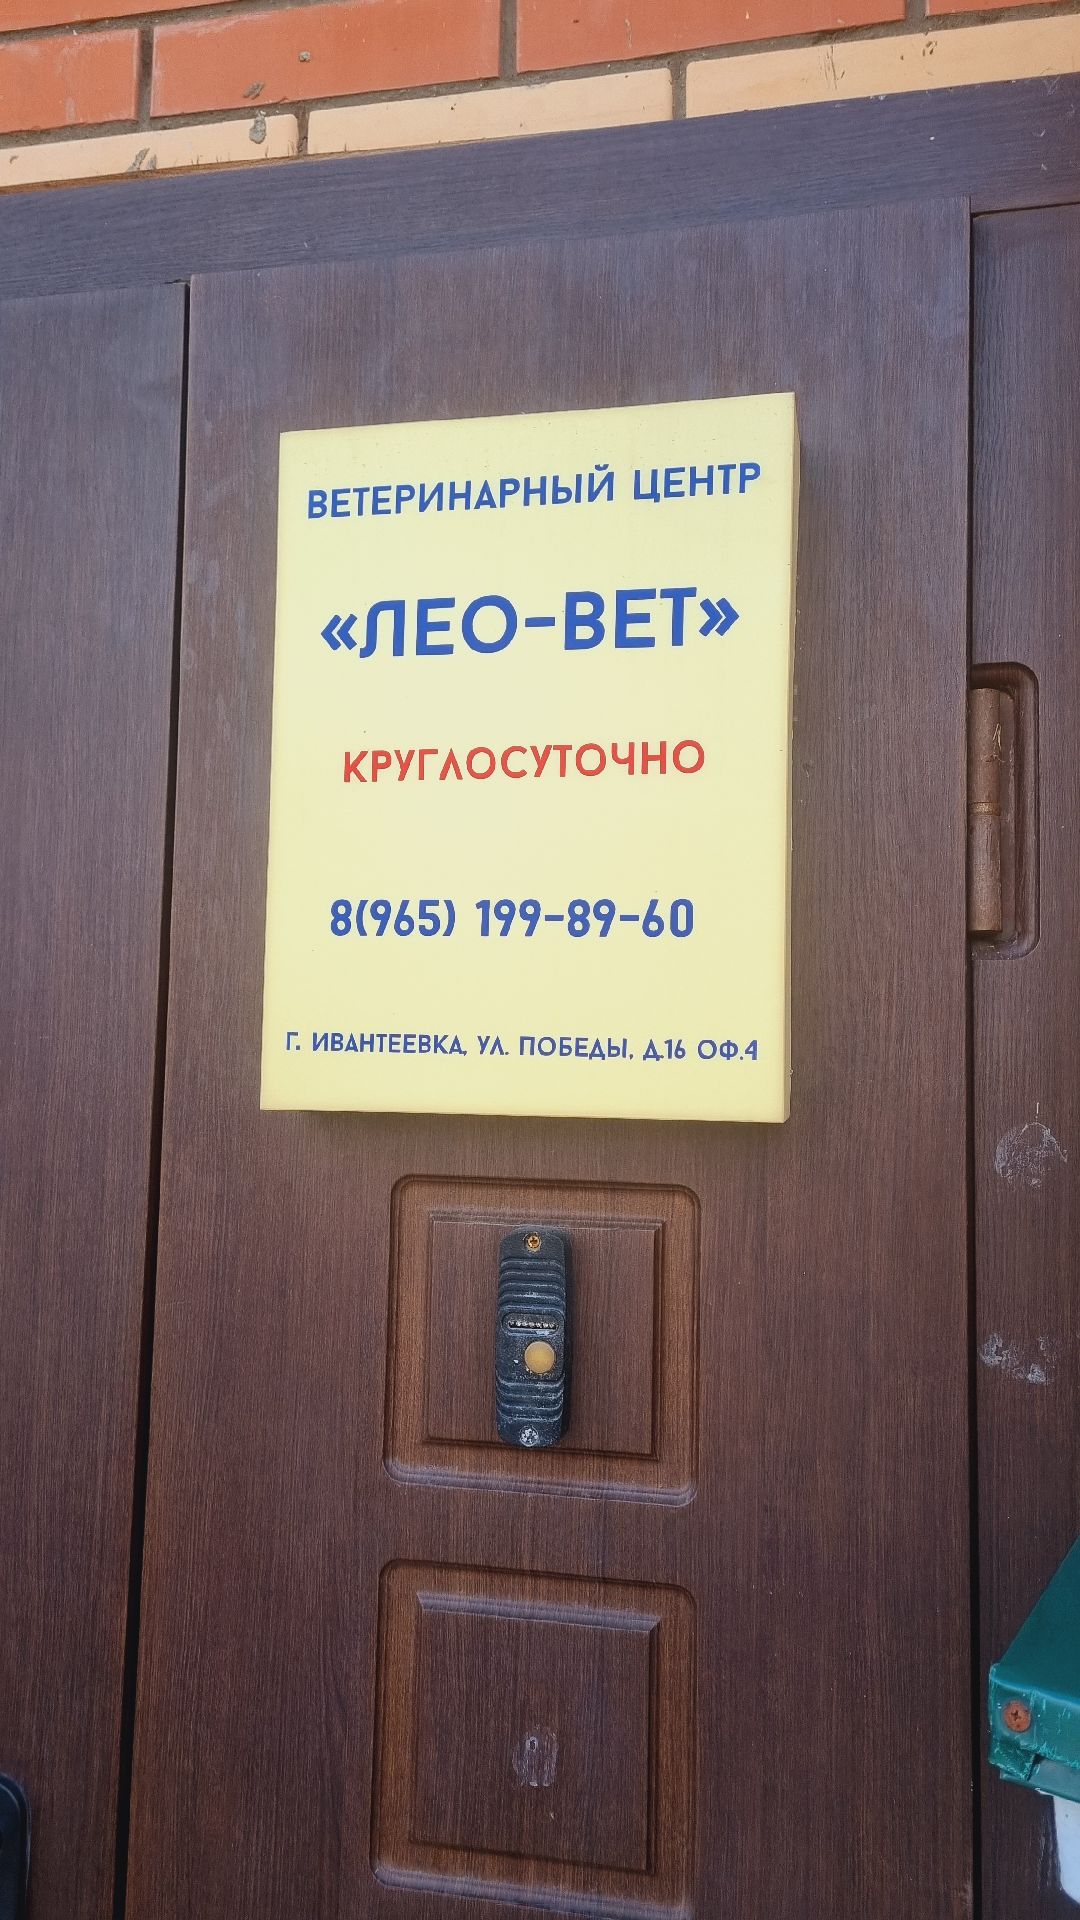 ВЕТЕРИНАРНЫЙ ЦЕНТР
«ЛЕО-ВЕТ»
КРУГЛОСУТОЧНО
8(965) 199-89-60
Г. ИВАНТЕЕВКА, УЛ. ПОБЕДЫ, Д.16 ОФ.4